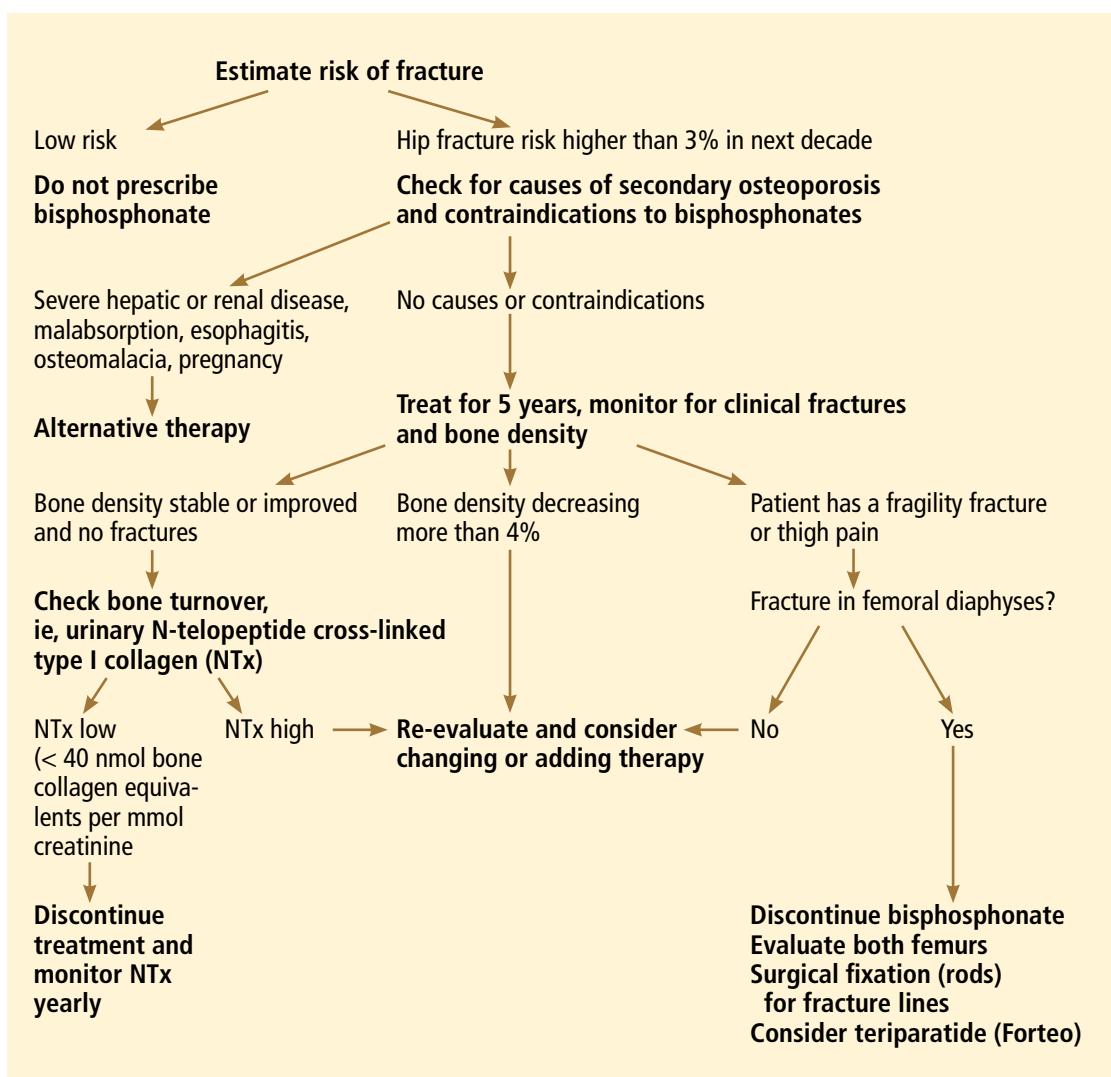 Estimate risk of fracture
Low risk
Hip fracture risk higher than 3% in next decade
Do not prescribe
bisphosphonate
Check for causes of secondary osteoporosis
and contraindications to bisphosphonates
Severe hepatic or renal disease,
malabsorption, esophagitis,
osteomalacia, pregnancy
No causes or contraindications
Alternative therapy
Treat for 5 years, monitor for clinical fractures
and bone density
Bone density stable or improved
and no fractures
Bone density decreasing
more than 4%
Patient has a fragility fracture
or thigh pain
Check bone turnover,
ie, urinary N-telopeptide cross-linked
type I collagen (NTx)
Fracture in femoral diaphyses?
NTx low
(< 40 nmol bone
collagen equiva-
lents per mmol
creatinine
NTx high
Re-evaluate and consider
changing or adding therapy
No
Yes
Discontinue
treatment and
monitor NTx
yearly
Discontinue bisphosphonate
Evaluate both femurs
Surgical fixation (rods)
for fracture lines
Consider teriparatide (Forteo)